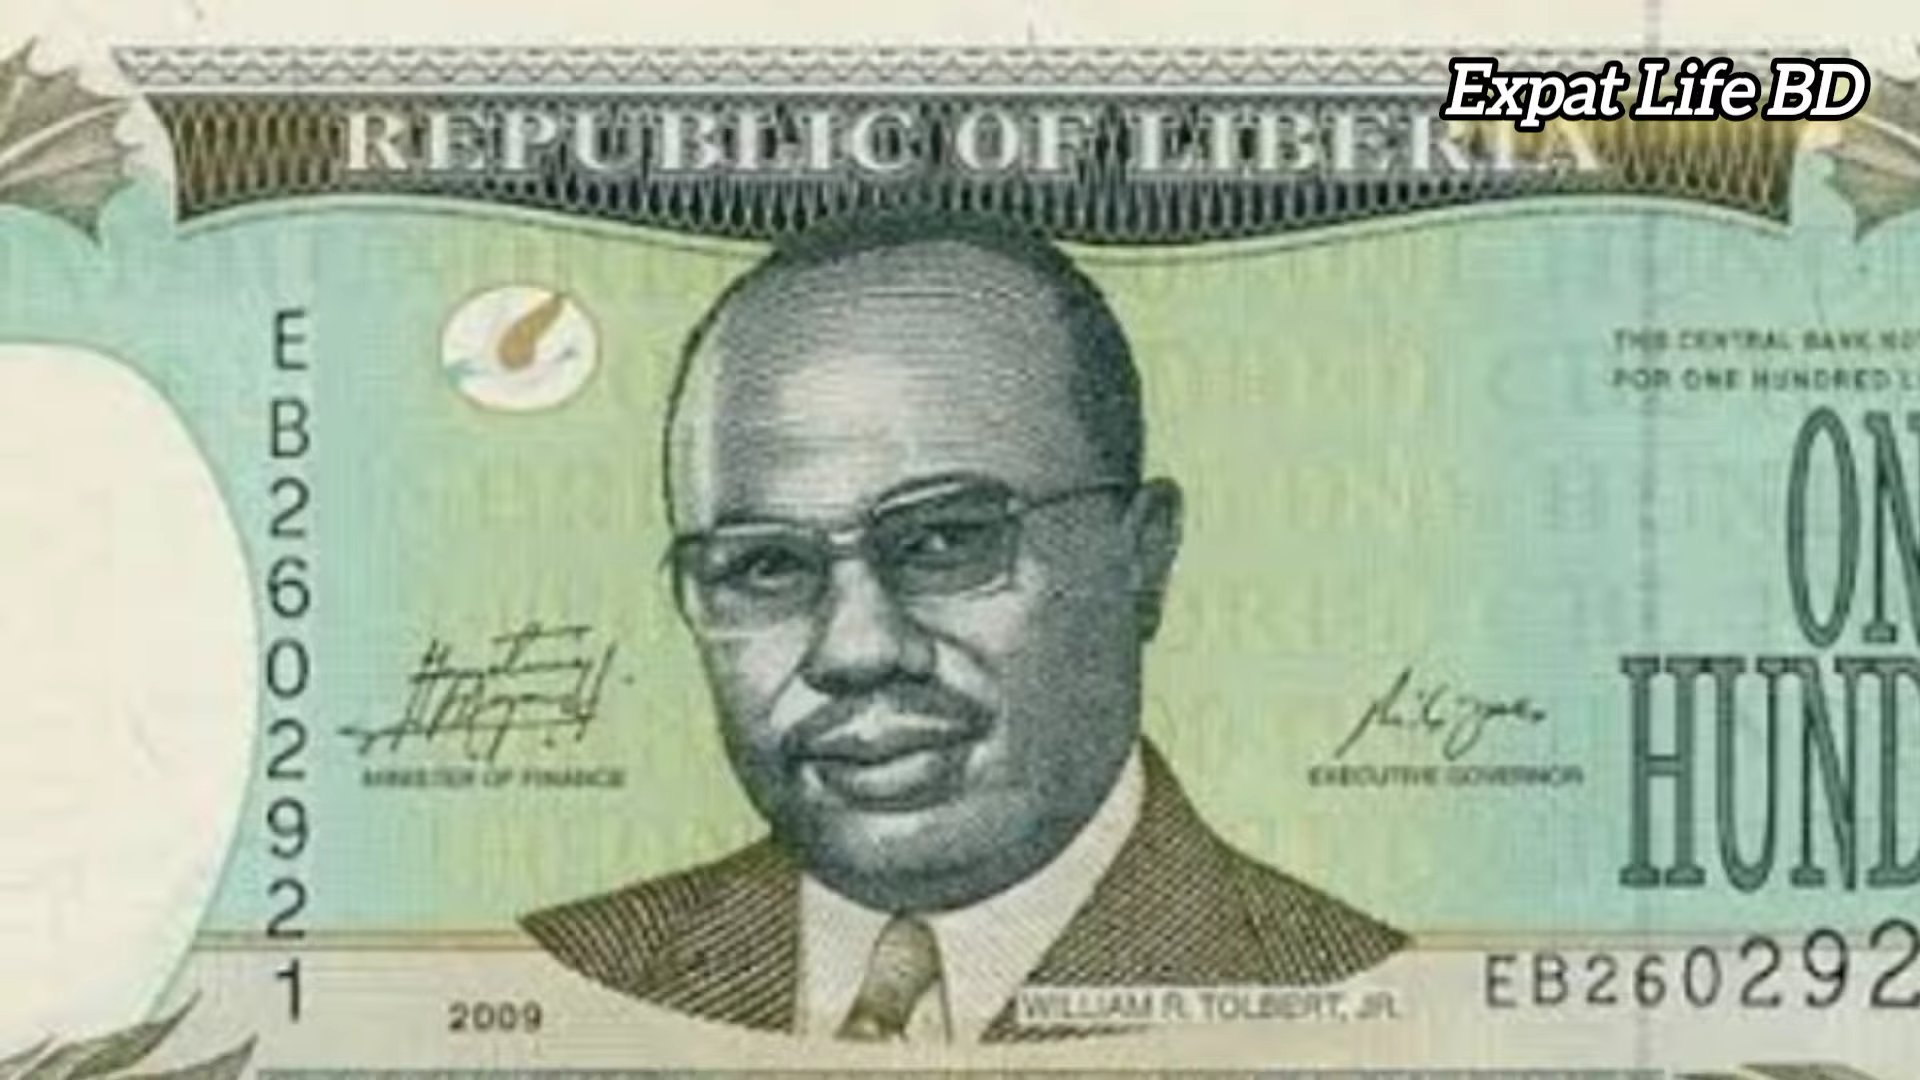 Expat Life BD
REPUBLIC OF LIBERIA
EB2602921
THIS CENTRAL BANK
FOR ONE HUNDRED
ON
HUND
MINISTER OF FINANCE
EXECUTIVE GOVERNOR
2009
WILLIAM R. TOLBERT, JR.
EB260292